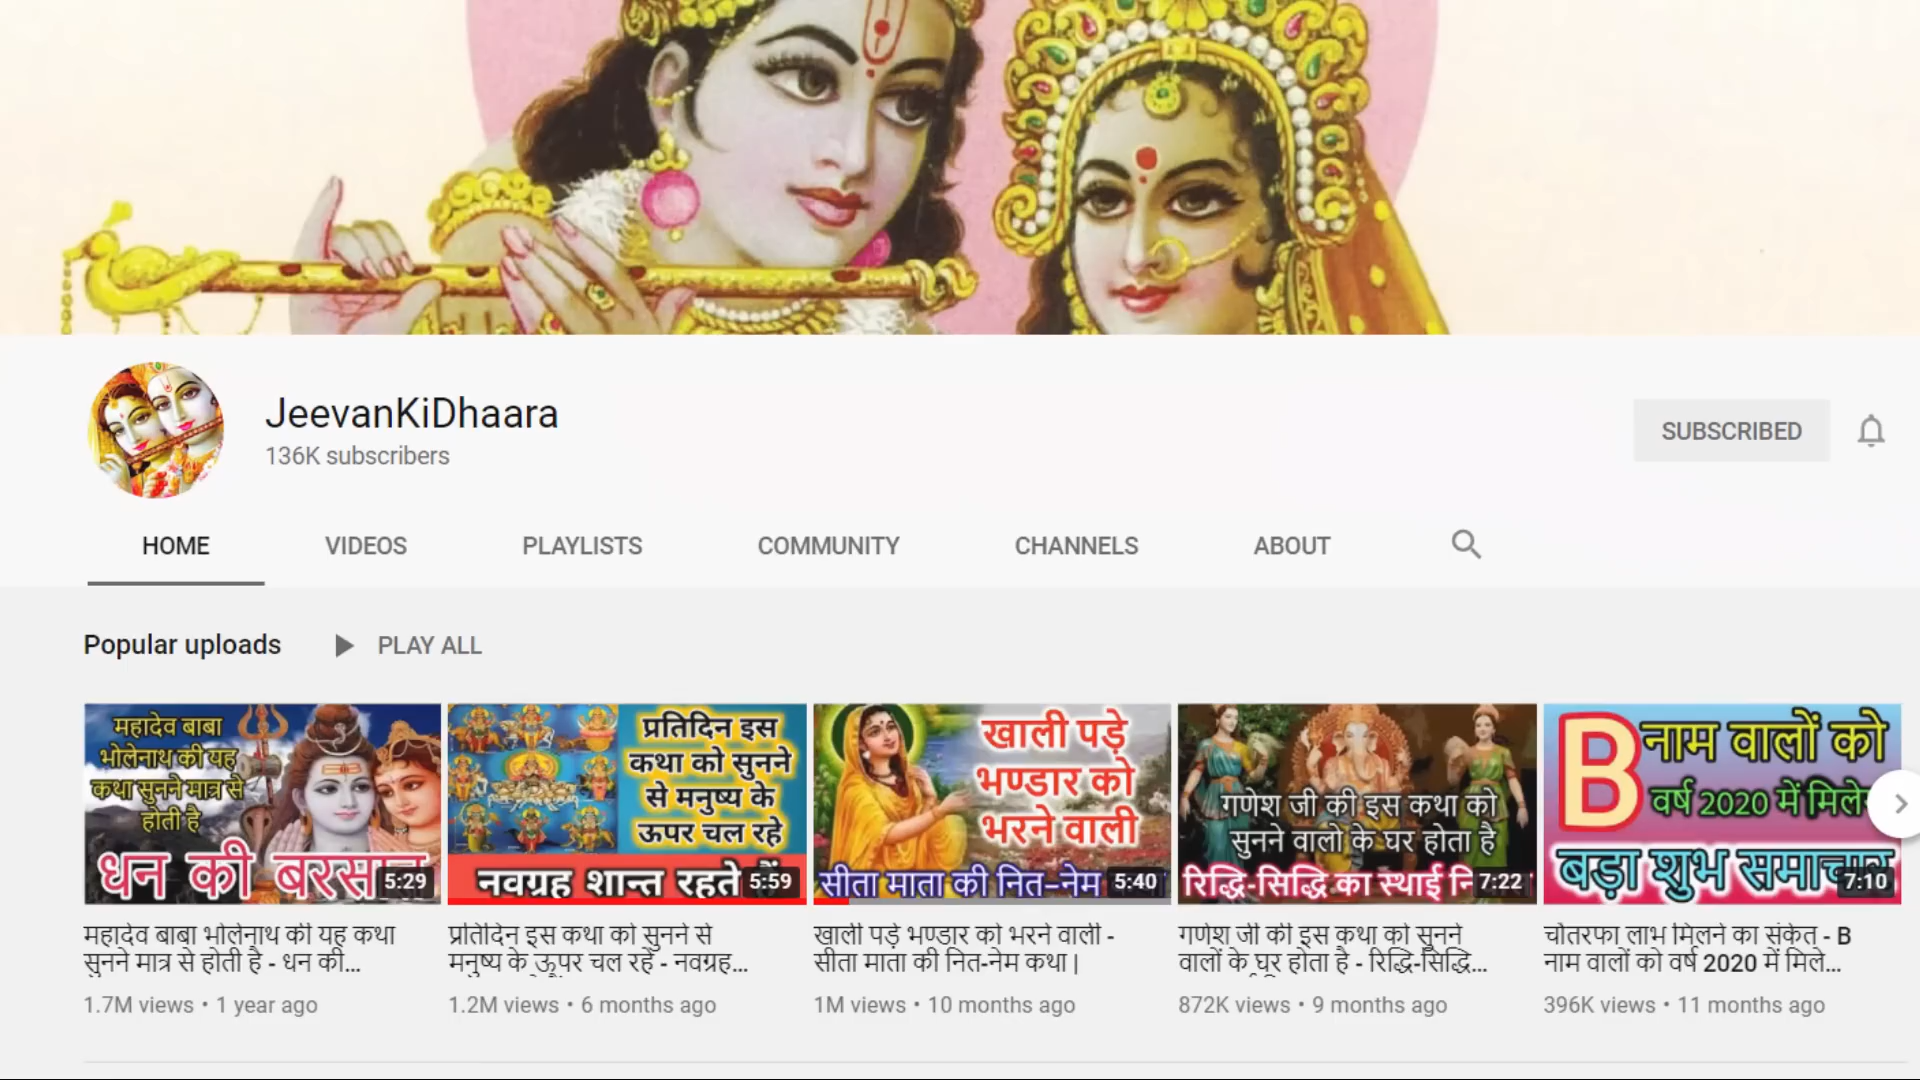 JeevanKiDhaara
136K subscribers
SUBSCRIBED
HOME VIDEOS PLAYLISTS COMMUNITY CHANNELS ABOUT
Popular uploads PLAY ALL
महादेव बाबा
भोलेनाथ की यह
कथा सुनने मात्र से
होती है
धन की
5:29
प्रतिदिन इस
कथा को सुनने
से मनुष्य के
ऊपर चल रहे
नवग्रह शान्त रहते
5:59
खाली पड़े
भण्डार को
भरने वाली
सीता माता की नित-नेम
5:40
गणेश जी की इस कथा को
सुनने वालो के घर होता है
रिद्धि-सिद्धि का स्थाई
7:22
B नाम वालों को
वर्ष 2020 में मिले
बड़ा शुभ समाचार
7:10
महादेव बाबा भोलेनाथ की यह कथा
सुनने मात्र से होती है - धन की...
1.7M views • 1 year ago
प्रतिदिन इस कथा को सुनने से
मनुष्य के ऊपर चल रहे - नवग्रह...
1.2M views • 6 months ago
खाली पड़े भण्डार को भरने वाली -
सीता माता की नित-नेम कथा |
1M views • 10 months ago
गणेश जी की इस कथा को सुनने
वालों के घर होता है - रिद्धि-सिद्धि...
872K views • 9 months ago
चौतरफा लाभ मिलने का संकेत - B
नाम वालों को वर्ष 2020 में मिले...
396K views • 11 months ago